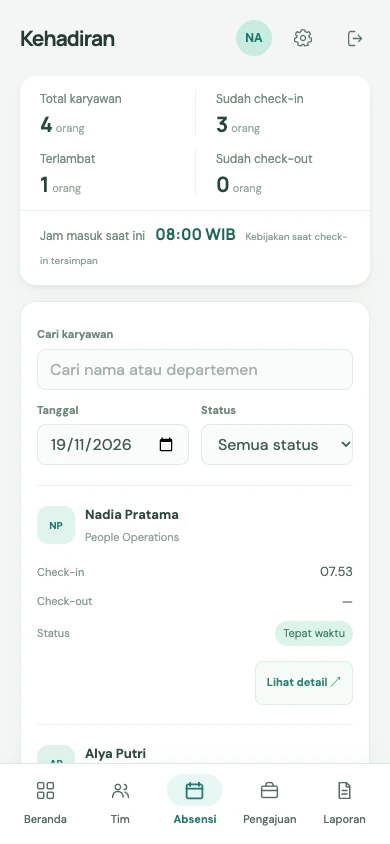 Kehadiran
NA
Total karyawan
4 orang
Sudah check-in
3 orang
Terlambat
1 orang
Sudah check-out
0 orang
Jam masuk saat ini 08:00 WIB Kebijakan saat check-
in tersimpan
Cari karyawan
Cari nama atau departemen
Tanggal
Status
19/11/2026
Semua status
NP
Nadia Pratama
People Operations
Check-in
07.53
Check-out
—
Status
Tepat waktu
Lihat detail ↗
AP
Alya Putri
Beranda
Tim
Absensi
Pengajuan
Laporan